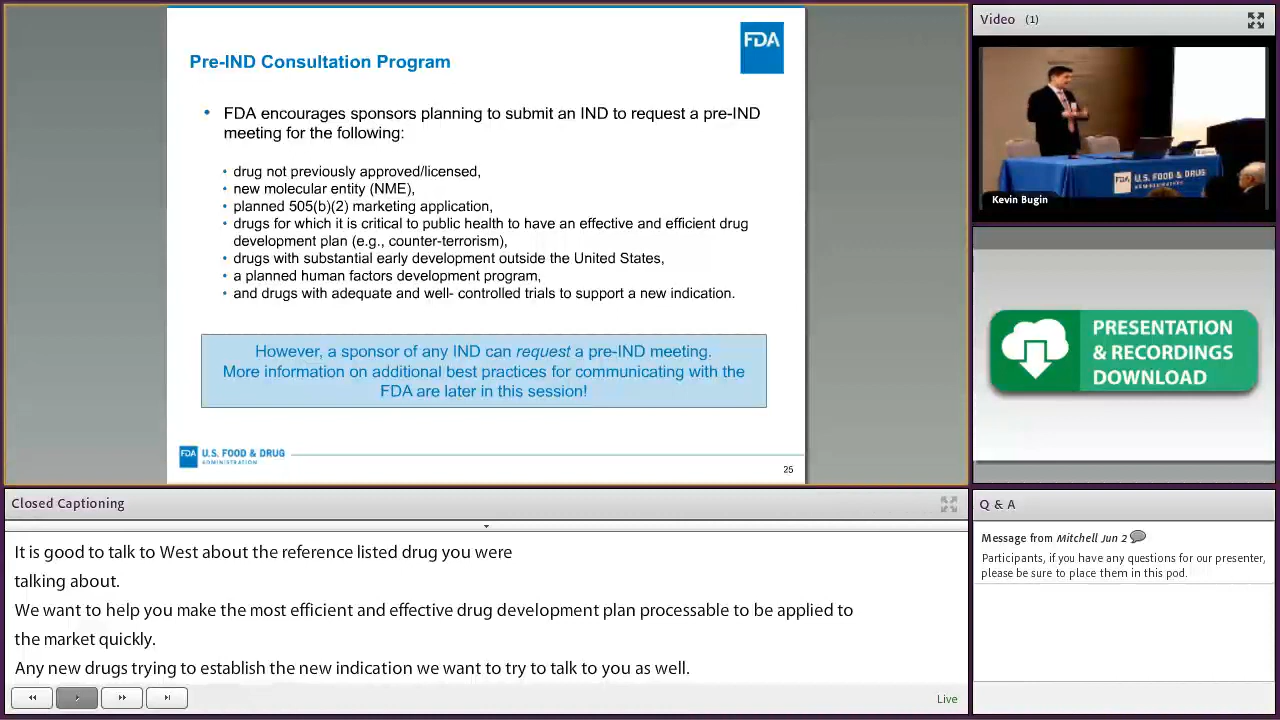 FDA
Pre-IND Consultation Program
• FDA encourages sponsors planning to submit an IND to request a pre-IND
meeting for the following:
• drug not previously approved/licensed,
• new molecular entity (NME),
• planned 505(b)(2) marketing application,
• drugs for which it is critical to public health to have an effective and efficient drug
development plan (e.g., counter-terrorism),
• drugs with substantial early development outside the United States,
• a planned human factors development program,
• and drugs with adequate and well- controlled trials to support a new indication.
However, a sponsor of any IND can request a pre-IND meeting.
More information on additional best practices for communicating with the
FDA are later in this session!
FDA U.S. FOOD & DRUG
ADMINISTRATION
25
Video (1)
FDA U.S. FOOD & DRUG
Kevin Bugin
PRESENTATION
& RECORDINGS
DOWNLOAD
Closed Captioning
It is good to talk to West about the reference listed drug you were
talking about.
We want to help you make the most efficient and effective drug development plan processable to be applied to
the market quickly.
Any new drugs trying to establish the new indication we want to try to talk to you as well.
Live
Q & A
Message from Mitchell Jun 2
Participants, if you have any questions for our presenter,
please be sure to place them in this pod.